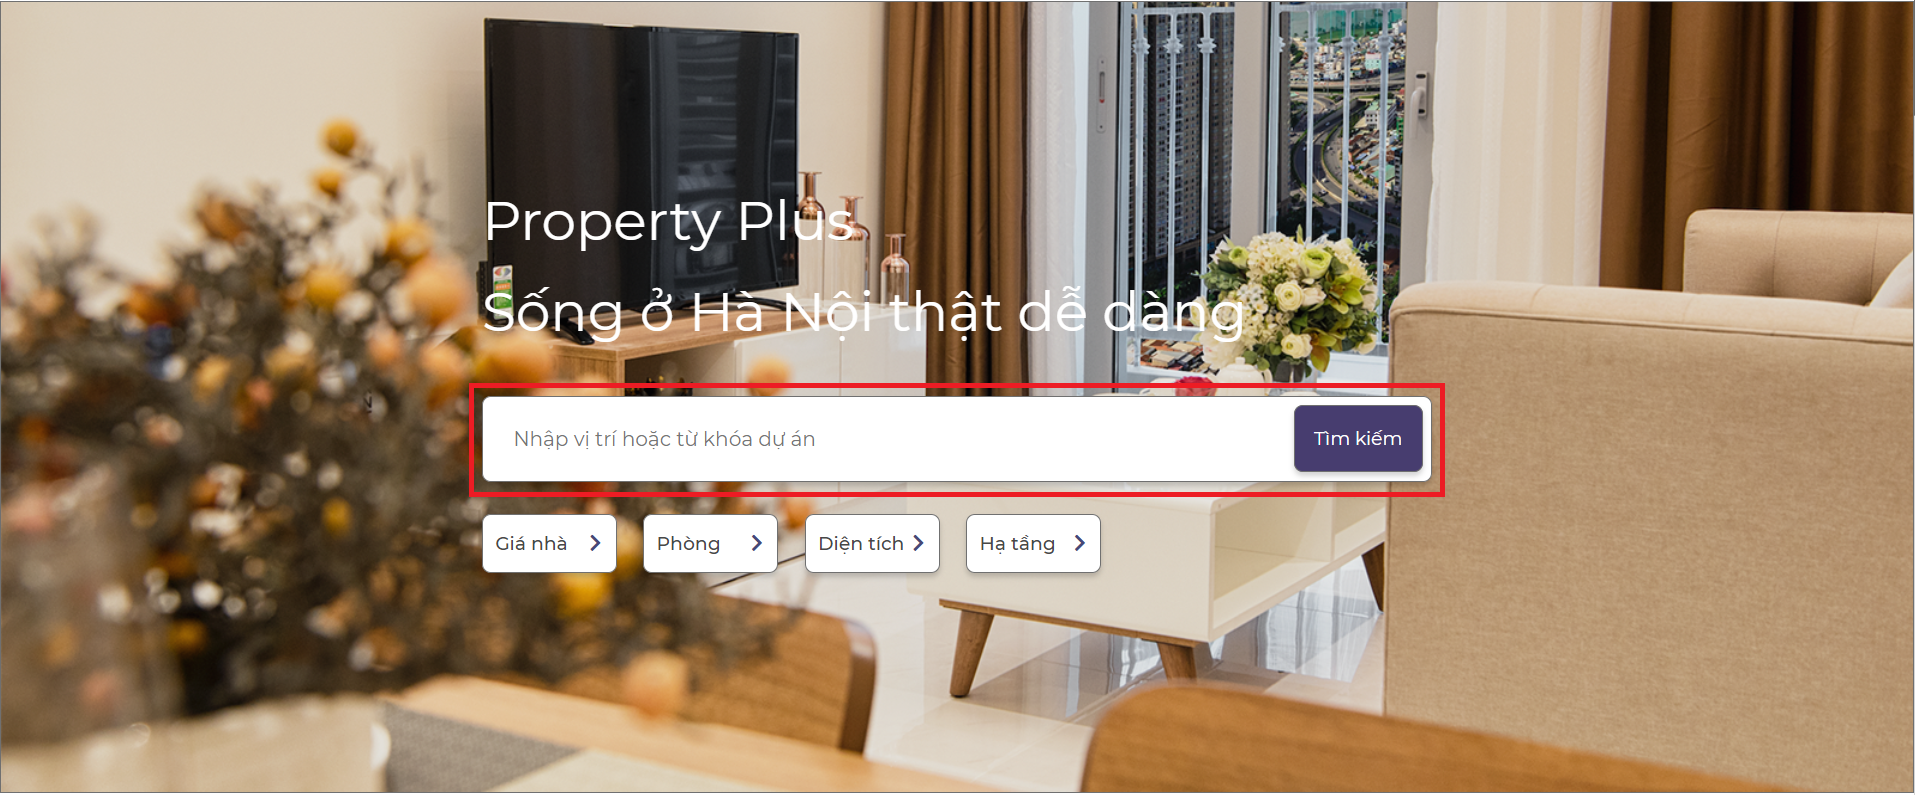 Property Plus
Sống ở Hà Nội thật dễ dàng
Nhập vị trí hoặc từ khóa dự án
Tìm kiếm
Giá nhà
Phòng
Diện tích
Hạ tầng